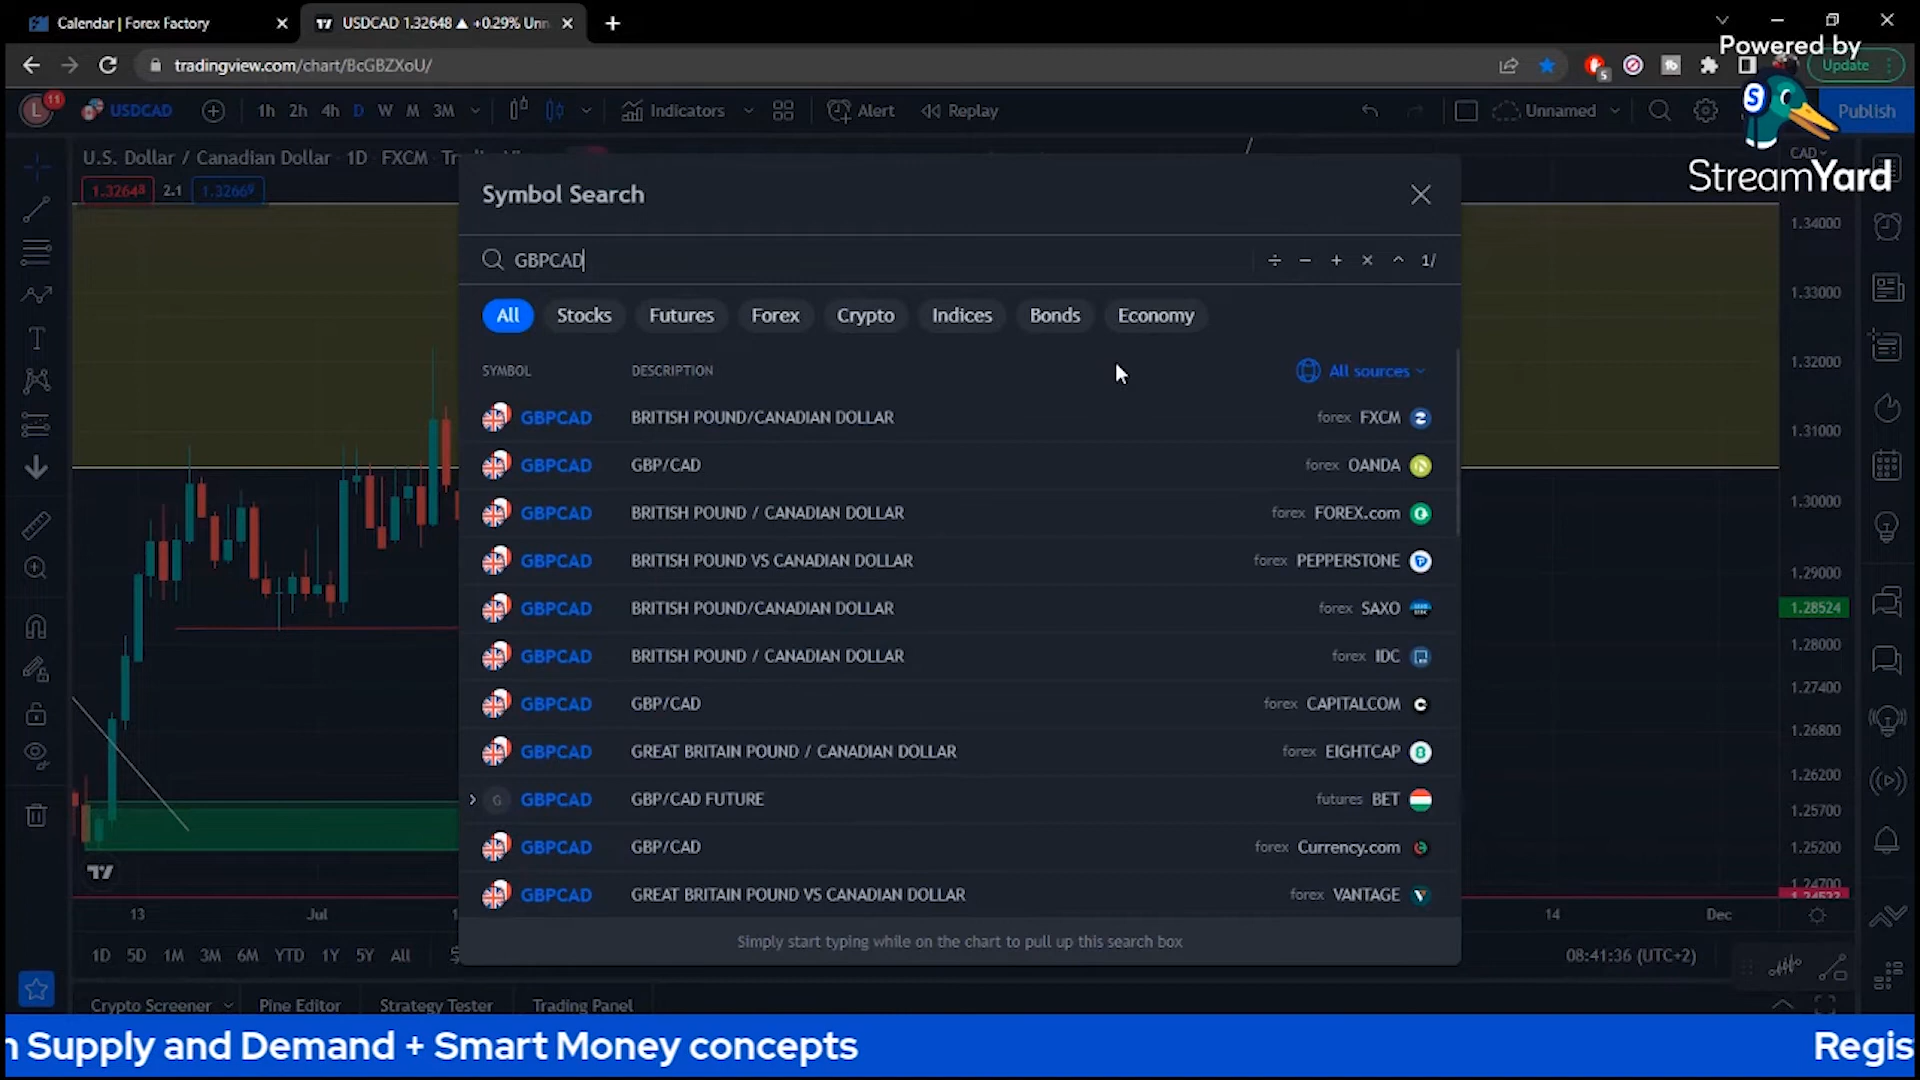 Calendar | Forex Factory
USDCAD 1.32648 ▲ +0.29% Unn
Powered by
tradingview.com/chart/BcGBZXoU/
5
Update
L 11 USDCAD 1h 2h 4h D W M 3M Indicators Alert Replay Unnamed Publish
StreamYard
U.S. Dollar / Canadian Dollar · 1D · FXCM
CAD
1.32648 2.1 1.32669
Symbol Search
GBPCAD
÷ − + × ^ 1/
All Stocks Futures Forex Crypto Indices Bonds Economy
SYMBOL DESCRIPTION All sources
GBPCAD BRITISH POUND/CANADIAN DOLLAR forex FXCM
GBPCAD GBP/CAD forex OANDA
GBPCAD BRITISH POUND / CANADIAN DOLLAR forex FOREX.com
GBPCAD BRITISH POUND VS CANADIAN DOLLAR forex PEPPERSTONE
GBPCAD BRITISH POUND/CANADIAN DOLLAR forex SAXO
GBPCAD BRITISH POUND / CANADIAN DOLLAR forex IDC
GBPCAD GBP/CAD forex CAPITALCOM
GBPCAD GREAT BRITAIN POUND / CANADIAN DOLLAR forex EIGHTCAP
G GBPCAD GBP/CAD FUTURE futures BET
GBPCAD GBP/CAD forex Currency.com
GBPCAD GREAT BRITAIN POUND VS CANADIAN DOLLAR forex VANTAGE
Simply start typing while on the chart to pull up this search box
1.34000
1.33000
1.32000
1.31000
1.30000
1.29000
1.28524
1.28000
1.27400
1.26800
1.26200
1.25700
1.25200
1.24700
13 Jul 14 Dec
1D 5D 1M 3M 6M YTD 1Y 5Y All
08:41:36 (UTC+2)
Crypto Screener Pine Editor Strategy Tester Trading Panel
n Supply and Demand + Smart Money concepts
Regis